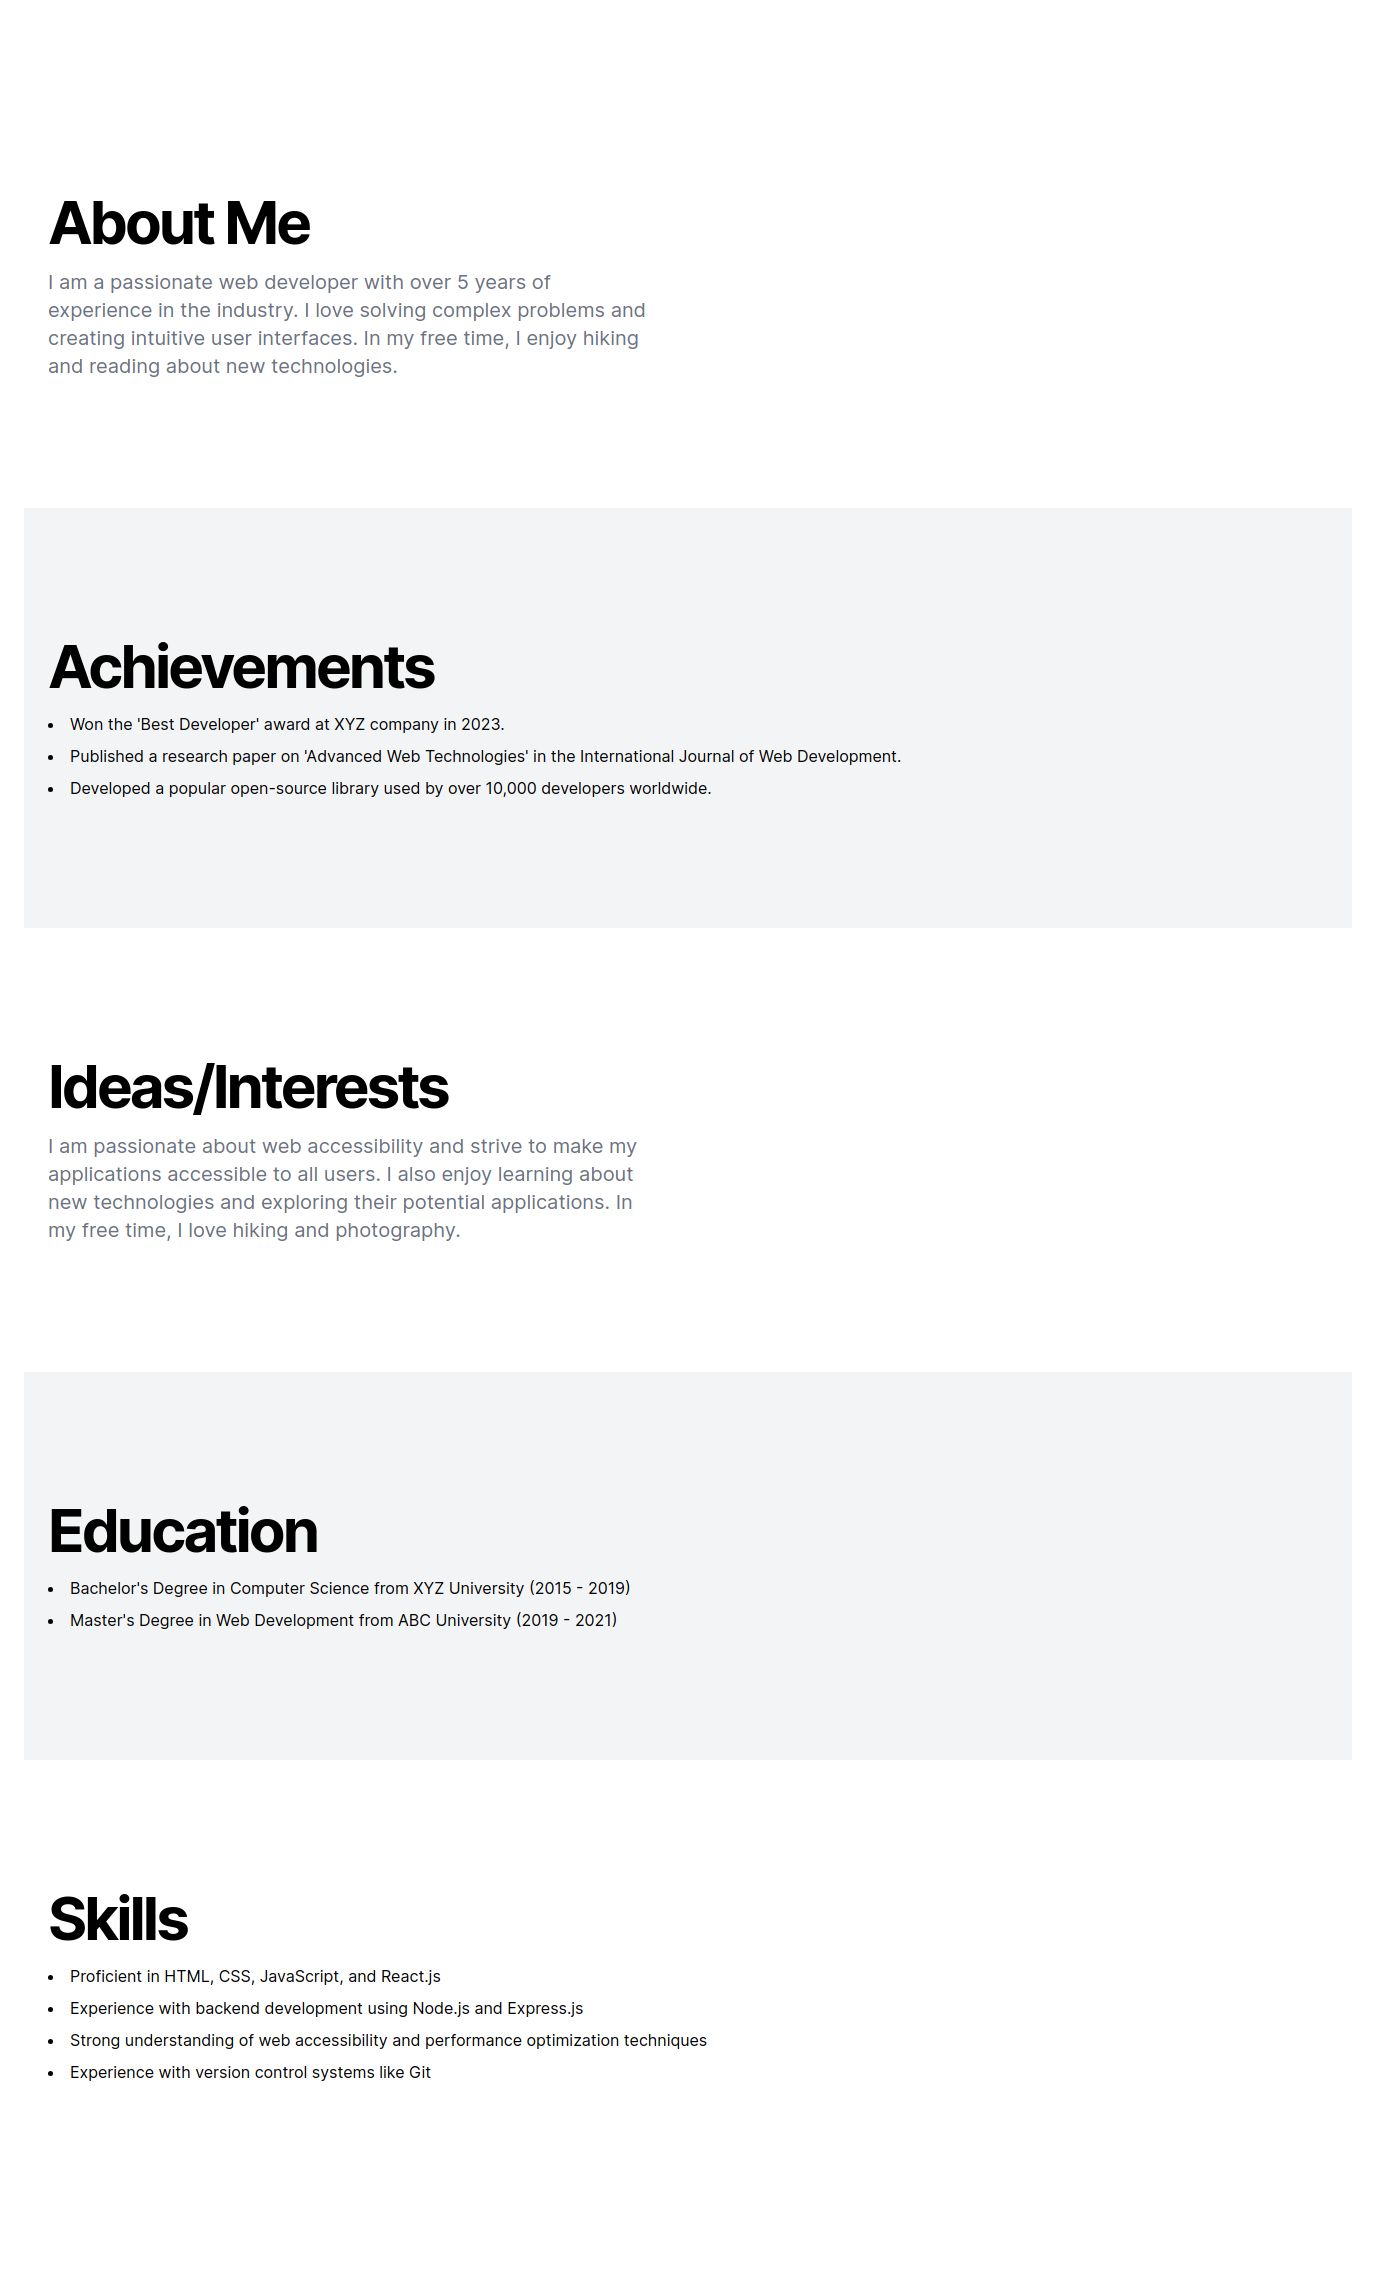 About Me
I am a passionate web developer with over 5 years of
experience in the industry. I love solving complex problems and
creating intuitive user interfaces. In my free time, I enjoy hiking
and reading about new technologies.
Achievements
• Won the 'Best Developer' award at XYZ company in 2023.
• Published a research paper on 'Advanced Web Technologies' in the International Journal of Web Development.
• Developed a popular open-source library used by over 10,000 developers worldwide.
Ideas/Interests
I am passionate about web accessibility and strive to make my
applications accessible to all users. I also enjoy learning about
new technologies and exploring their potential applications. In
my free time, I love hiking and photography.
Education
• Bachelor's Degree in Computer Science from XYZ University (2015 - 2019)
• Master's Degree in Web Development from ABC University (2019 - 2021)
Skills
• Proficient in HTML, CSS, JavaScript, and React.js
• Experience with backend development using Node.js and Express.js
• Strong understanding of web accessibility and performance optimization techniques
• Experience with version control systems like Git